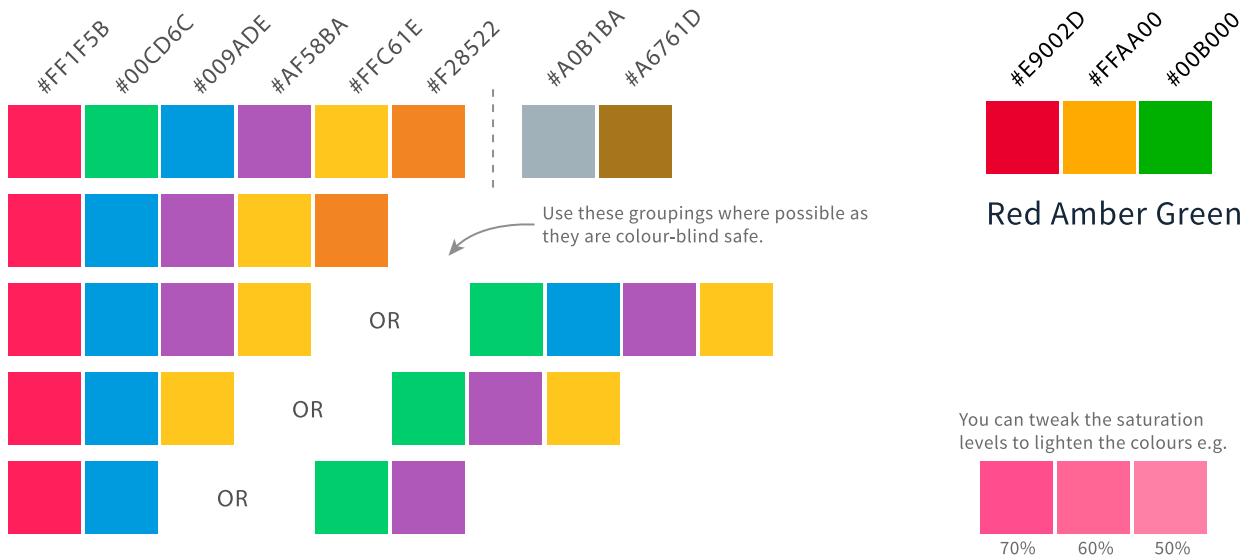 #FF1F5B
#00CD6C
#009ADE
#AF58BA
#FFC61E
#F28522
#A0B1BA
#A6761D
#E9002D
#FFAA00
#00B000
Red Amber Green
Use these groupings where possible as
they are colour-blind safe.
OR
OR
OR
You can tweak the saturation
levels to lighten the colours e.g.
70%
60%
50%